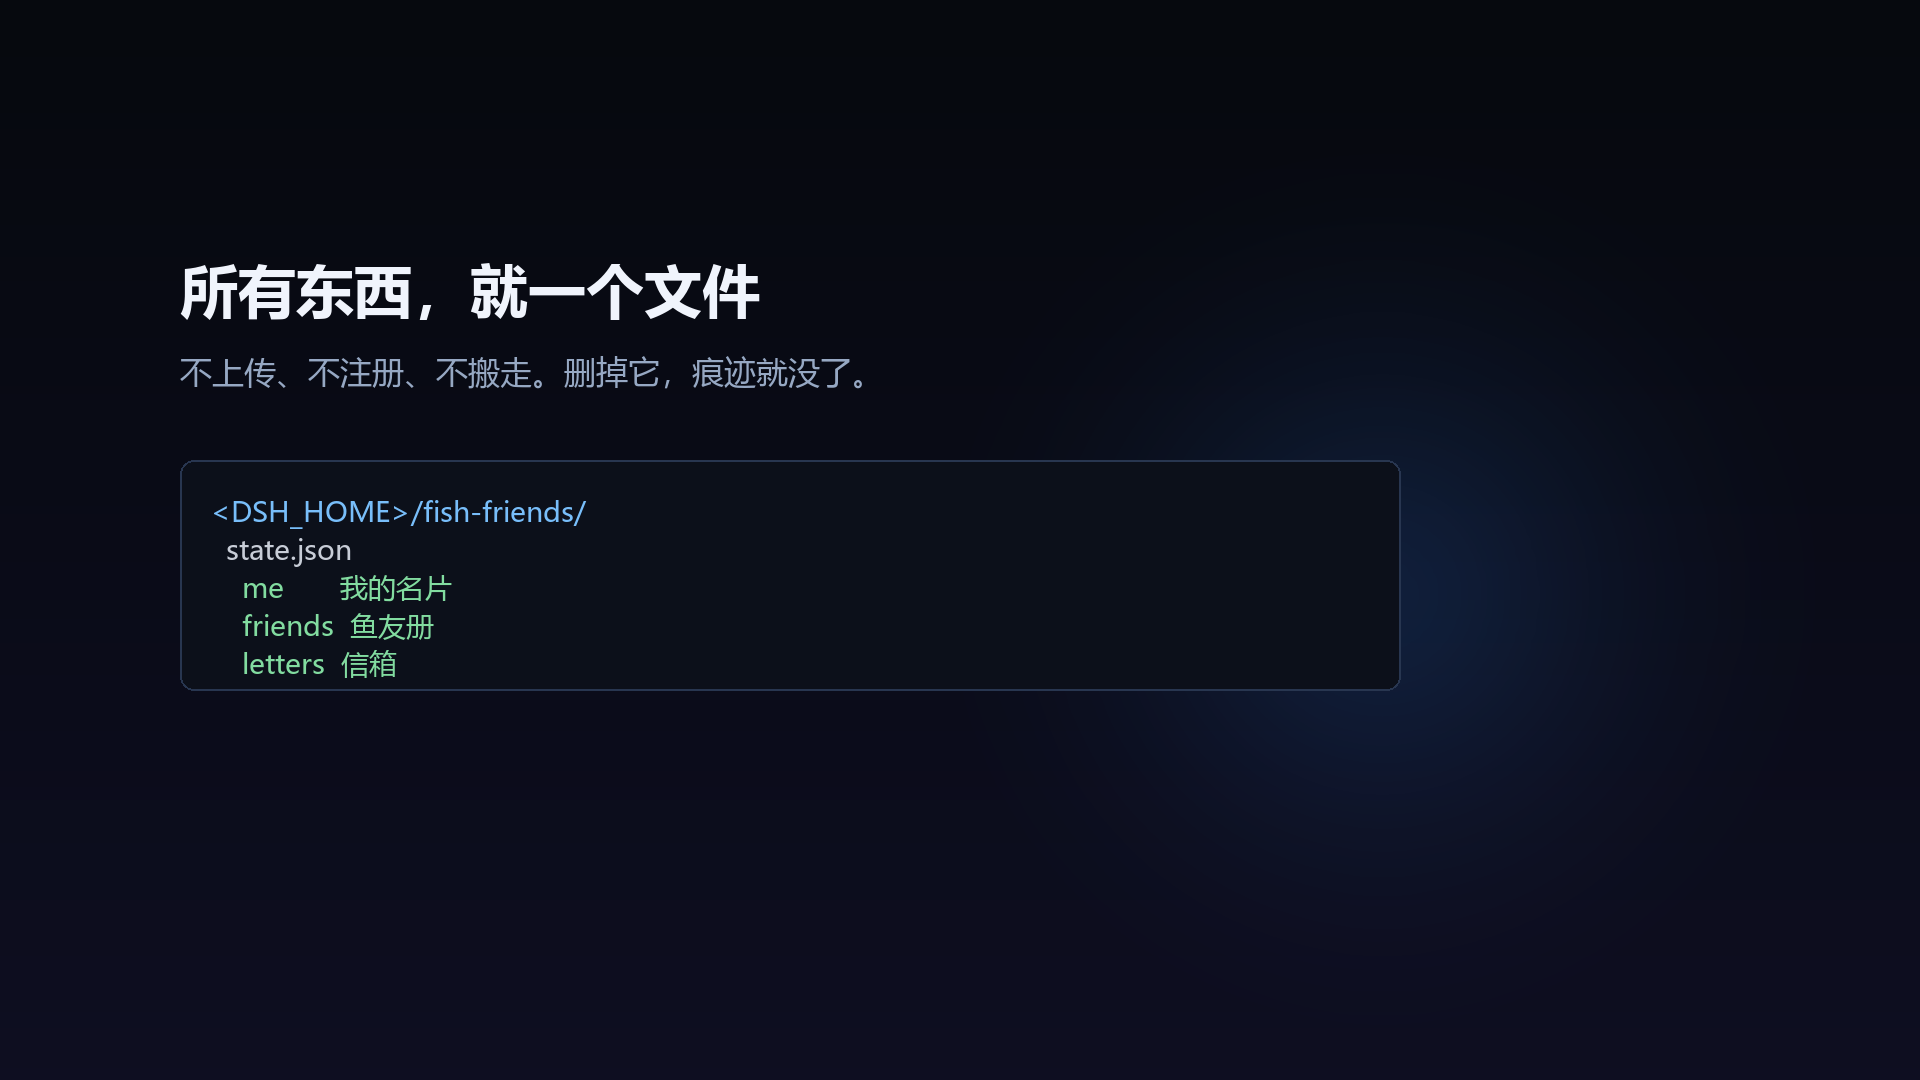 所有东西，就一个文件
不上传、不注册、不搬走。删掉它，痕迹就没了。
<DSH_HOME>/fish-friends/
state.json
me 我的名片
friends 鱼友册
letters 信箱